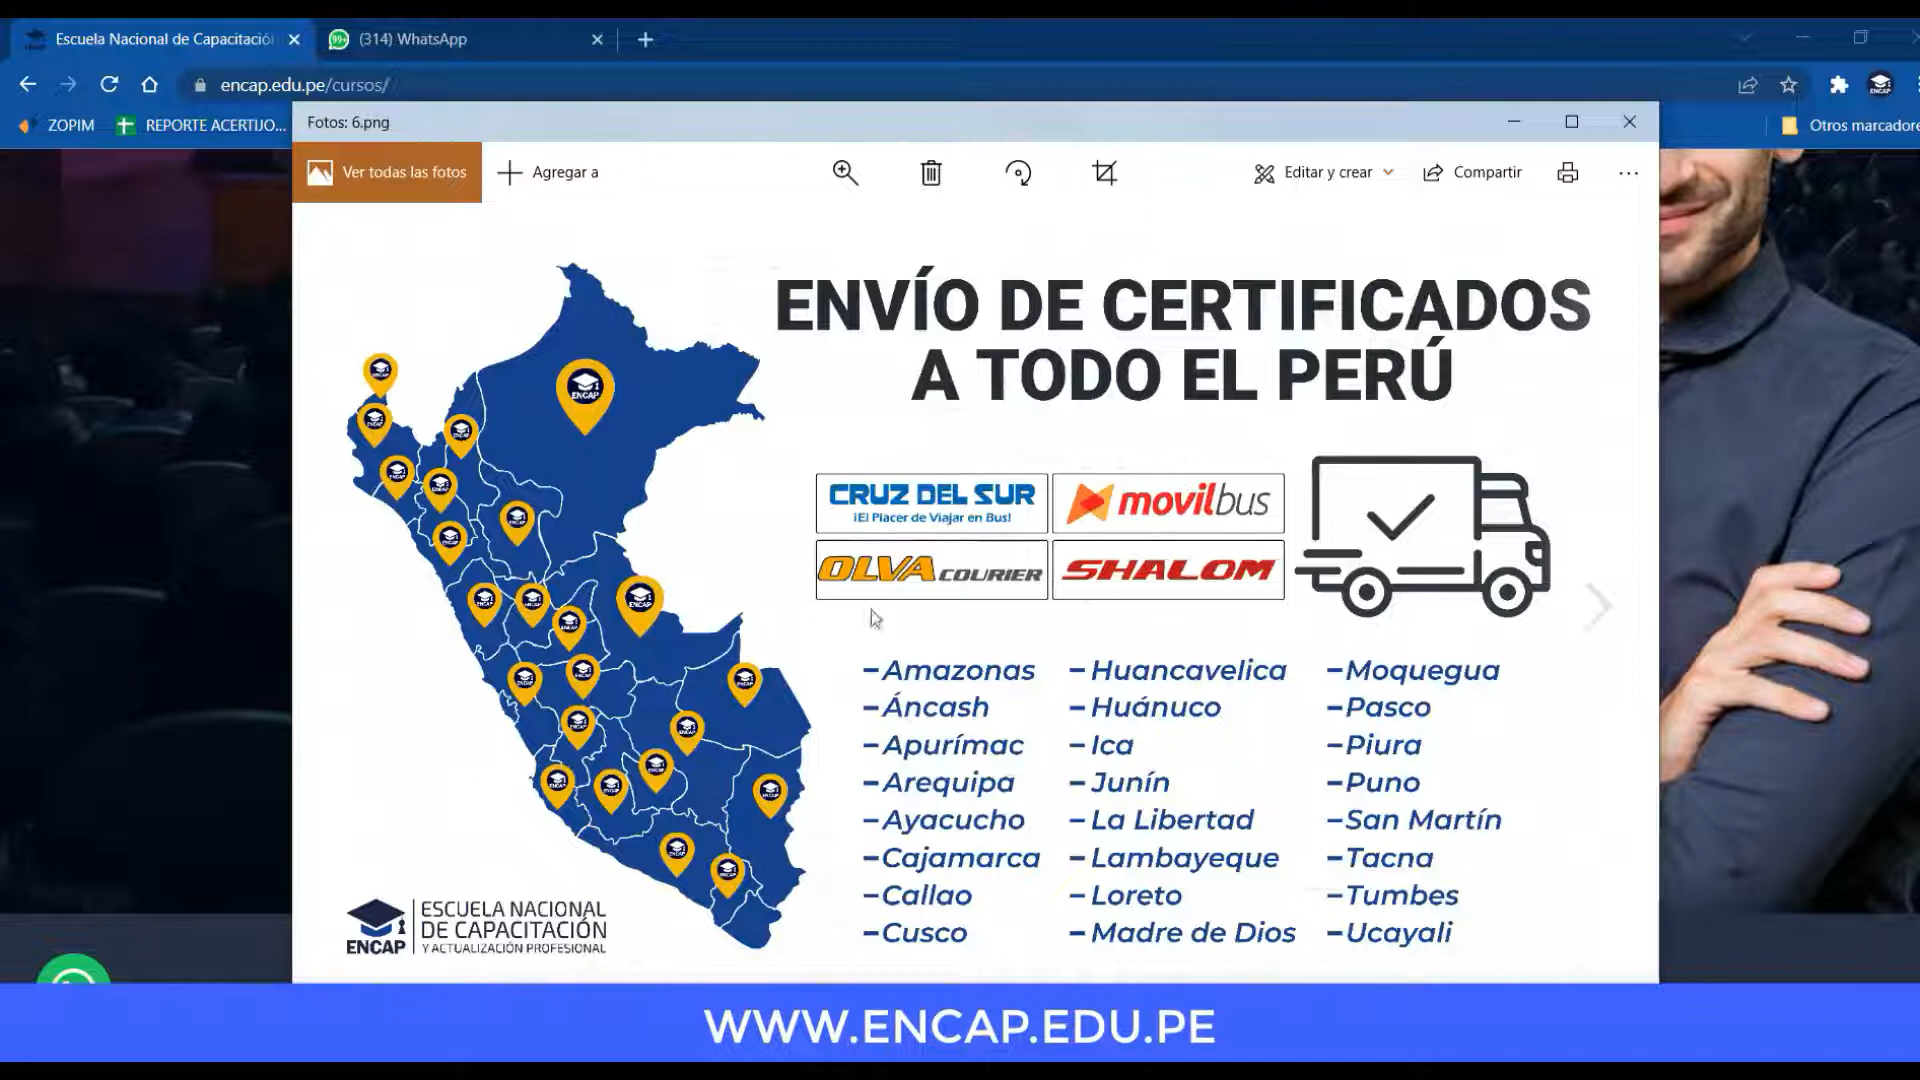 Escuela Nacional de Capacitació
(314) WhatsApp
encap.edu.pe/cursos/
ZOPIM
REPORTE ACERTIJO...
Otros marcadore
Fotos: 6.png
Ver todas las fotos
Agregar a
Editar y crear
Compartir
ENVÍO DE CERTIFICADOS
A TODO EL PERÚ
CRUZ DEL SUR
¡El Placer de Viajar en Bus!
movilbus
OLVA COURIER
SHALOM
ENCAP
-Amazonas
-Áncash
-Apurímac
-Arequipa
-Ayacucho
-Cajamarca
-Callao
-Cusco
-Huancavelica
-Huánuco
-Ica
-Junín
-La Libertad
-Lambayeque
-Loreto
-Madre de Dios
-Moquegua
-Pasco
-Piura
-Puno
-San Martín
-Tacna
-Tumbes
-Ucayali
ENCAP
ESCUELA NACIONAL
DE CAPACITACIÓN
Y ACTUALIZACIÓN PROFESIONAL
WWW.ENCAP.EDU.PE